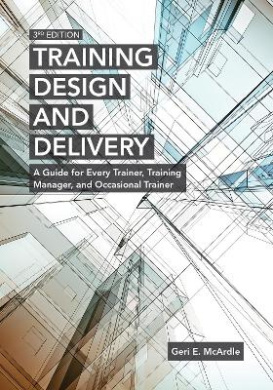 3RD EDITION
TRAINING
DESIGN
AND
DELIVERY
A Guide for Every Trainer, Training
Manager, and Occasional Trainer
Geri E. McArdle